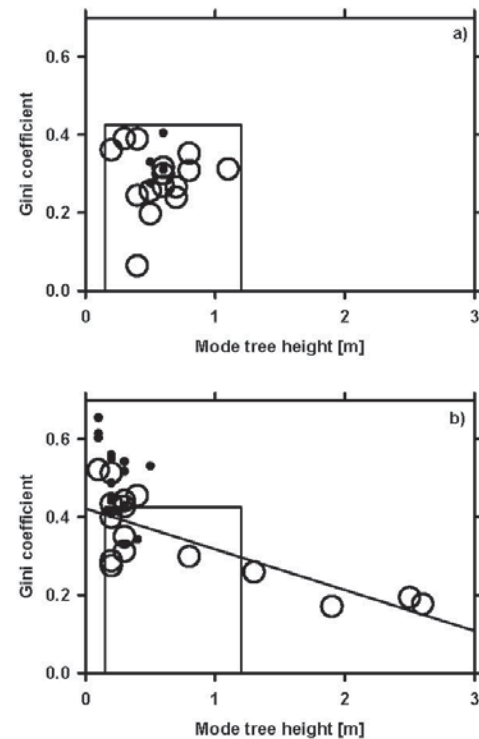 a)
0.6
0.4
0.2
0.0
Gini coefficient
0 1 2 3
Mode tree height [m]
b)
0.6
0.4
0.2
0.0
Gini coefficient
0 1 2 3
Mode tree height [m]